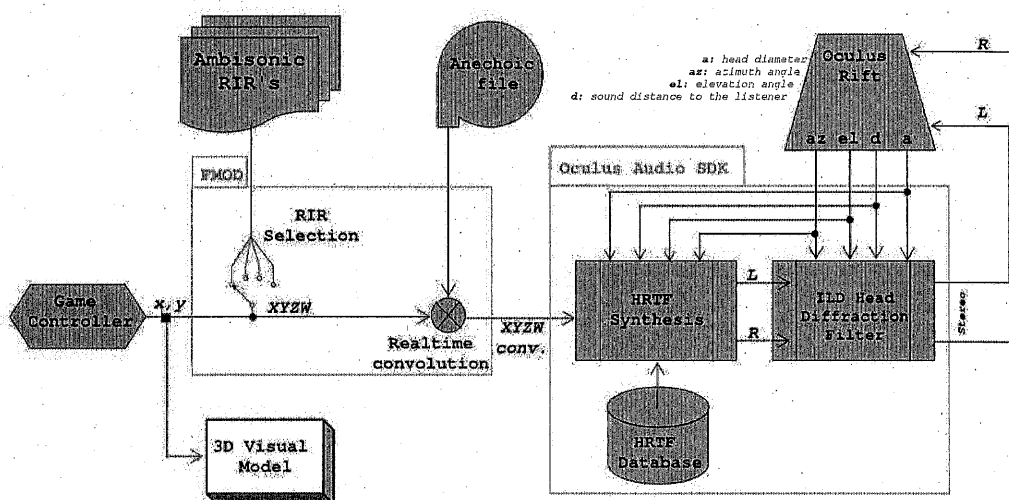 Ambisonic
RIR's
Anechoic
file
a: head diameter
az: azimuth angle
el: elevation angle
d: sound distance to the listener
Oculus
Rift
R
L
az el d a
FMOD
Oculus Audio SDK
RIR
Selection
Game
Controller
x,y
XYZW
Realtime
convolution
XYZW
conv.
HRTF
Synthesis
L
R
ILD Head
Diffraction
Filter
Stereo
3D Visual
Model
HRTF
Database